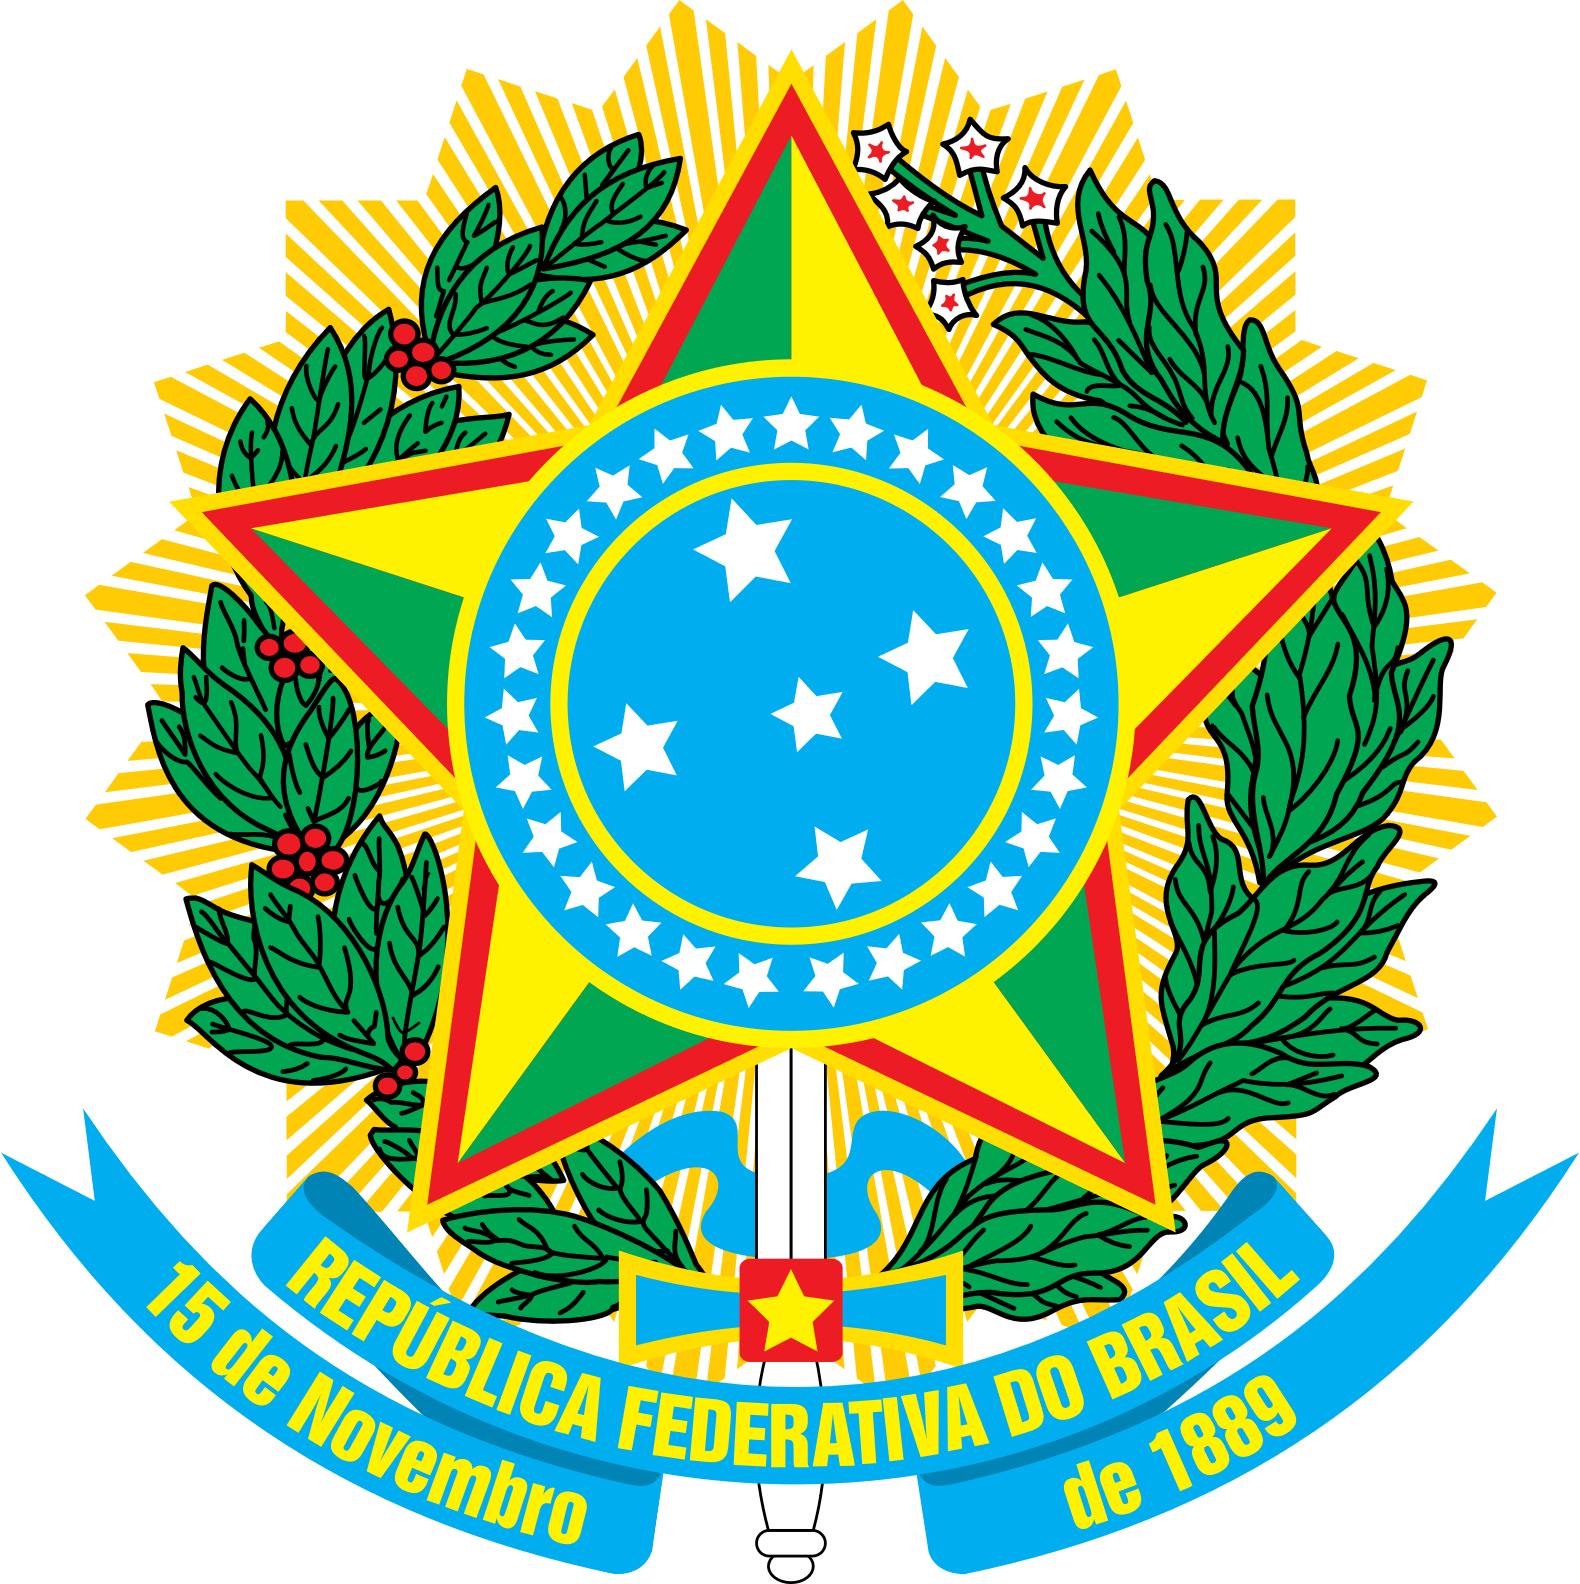 REPÚBLICA FEDERATIVA DO BRASIL
15 de Novembro
de 1889